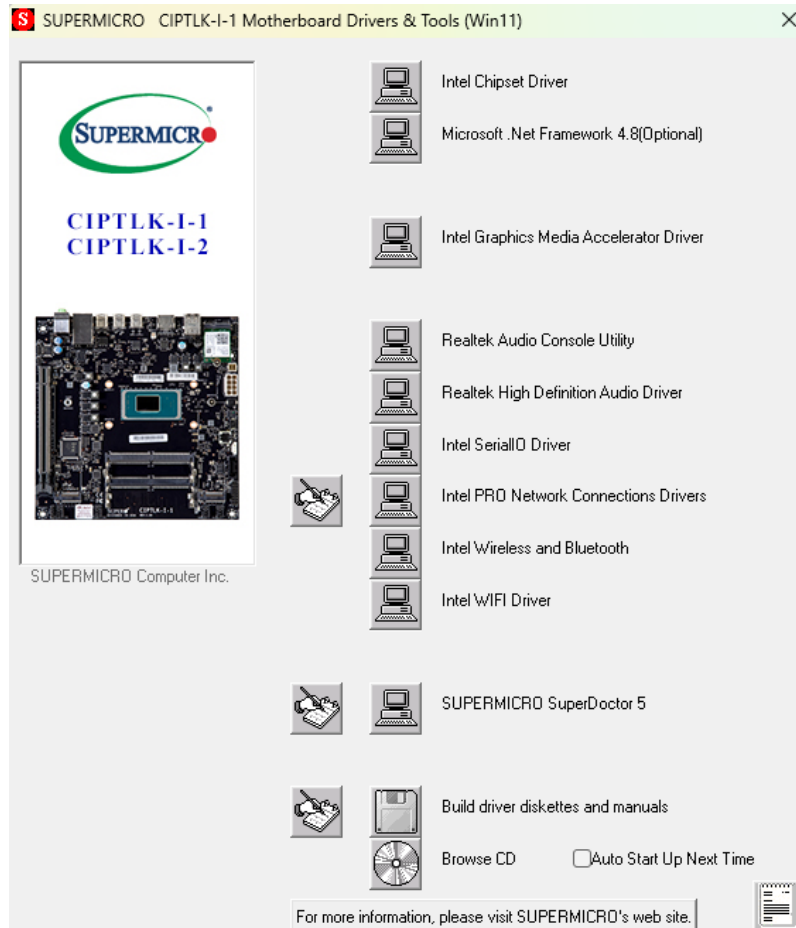 S SUPERMICRO CIPTLK-I-1 Motherboard Drivers & Tools (Win11)
SUPERMICRO
CIPTLK-I-1
CIPTLK-I-2
SUPERMICRO Computer Inc.
Intel Chipset Driver
Microsoft .Net Framework 4.8(Optional)
Intel Graphics Media Accelerator Driver
Realtek Audio Console Utility
Realtek High Definition Audio Driver
Intel SerialIO Driver
Intel PRO Network Connections Drivers
Intel Wireless and Bluetooth
Intel WIFI Driver
SUPERMICRO SuperDoctor 5
Build driver diskettes and manuals
Browse CD
Auto Start Up Next Time
For more information, please visit SUPERMICRO's web site.